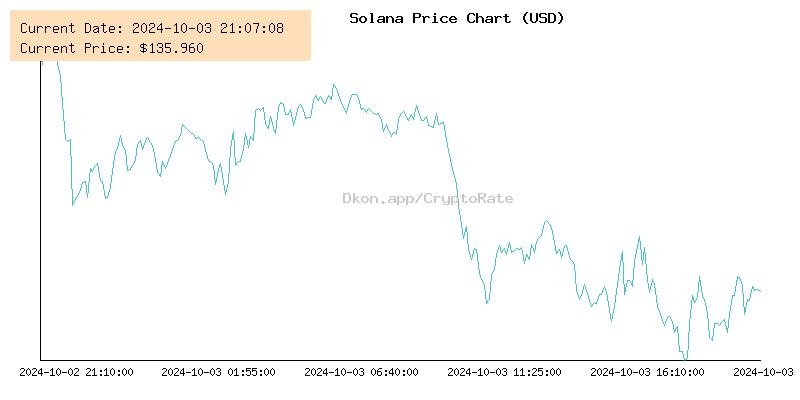 Solana Price Chart (USD)
Current Date: 2024-10-03 21:07:08
Current Price: $135.960
Dkon.app/CryptoRate
2024-10-02 21:10:00 2024-10-03 01:55:00 2024-10-03 06:40:00 2024-10-03 11:25:00 2024-10-03 16:10:00 2024-10-03